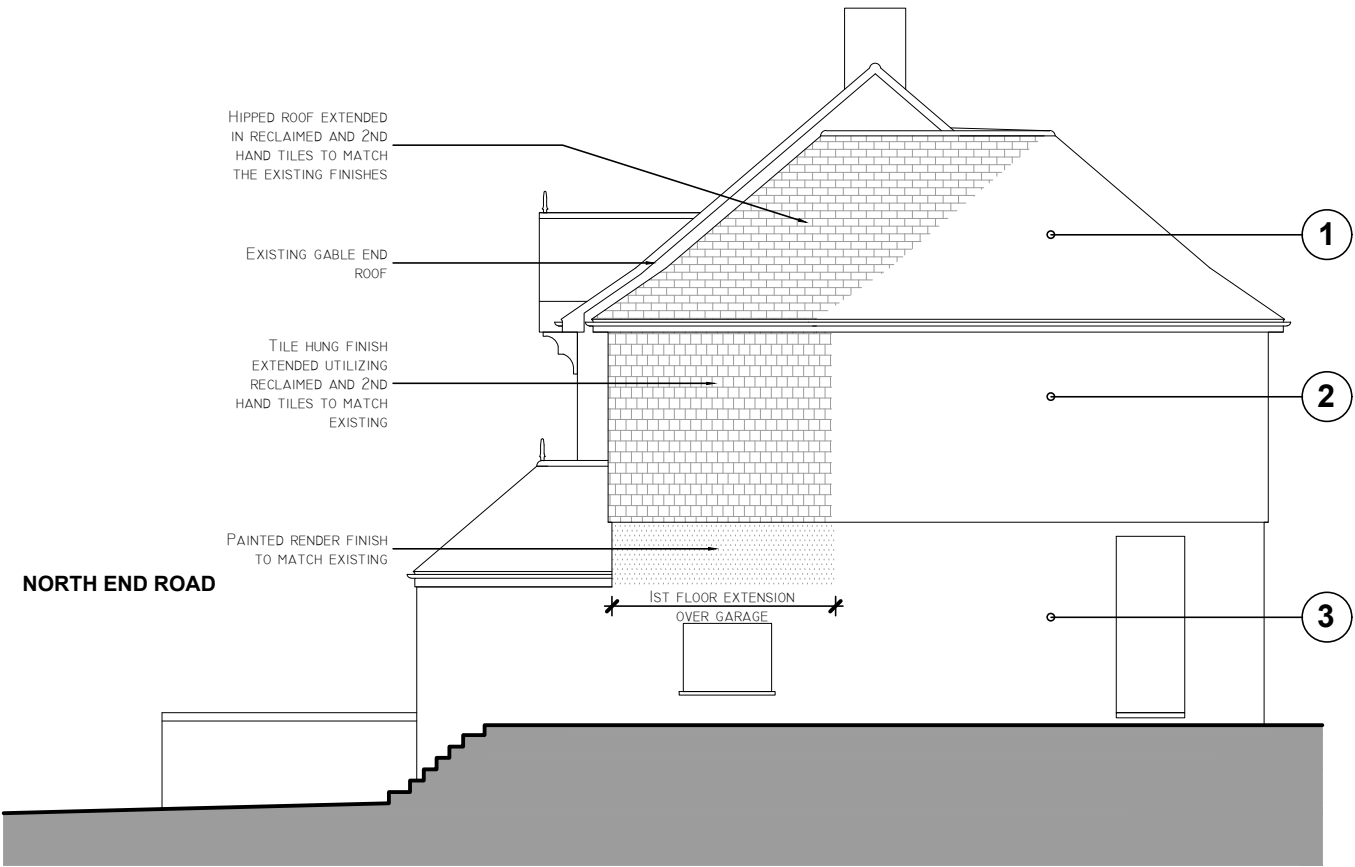 HIPPED ROOF EXTENDED
IN RECLAIMED AND 2ND
HAND TILES TO MATCH
THE EXISTING FINISHES
EXISTING GABLE END
ROOF
TILE HUNG FINISH
EXTENDED UTILIZING
RECLAIMED AND 2ND
HAND TILES TO MATCH
EXISTING
PAINTED RENDER FINISH
TO MATCH EXISTING
NORTH END ROAD
1ST FLOOR EXTENSION
OVER GARAGE
1
2
3